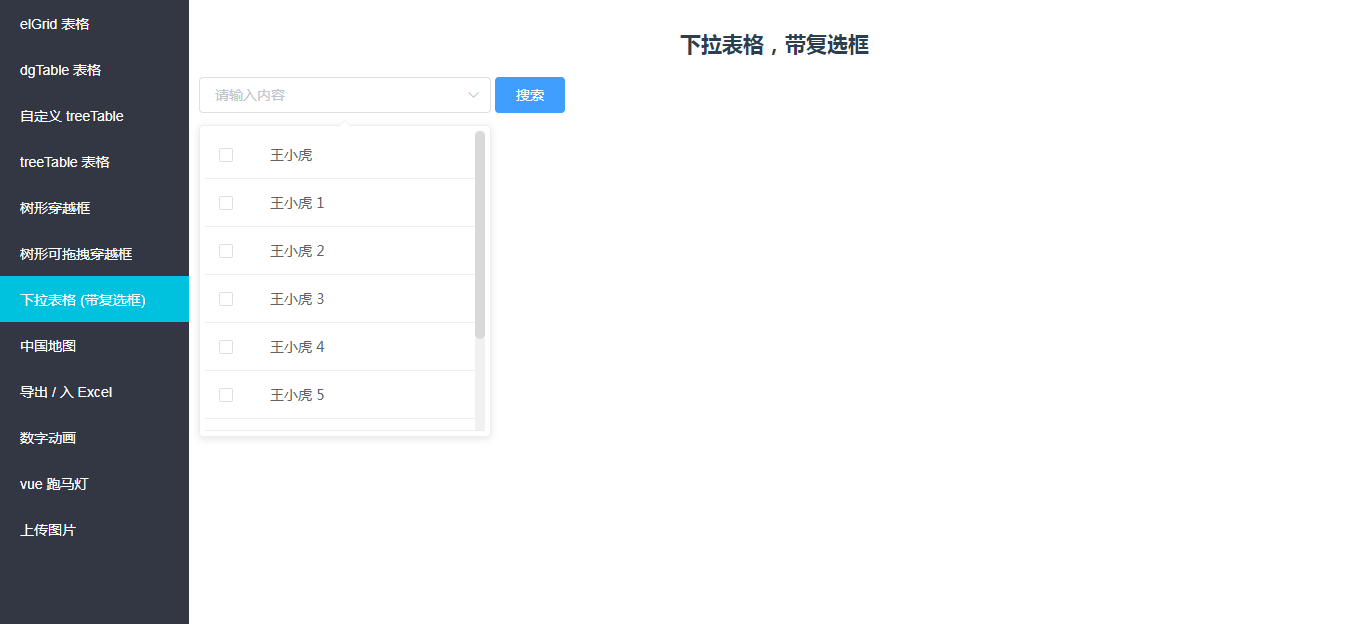 elGrid 表格
dgTable 表格
自定义 treeTable
treeTable 表格
树形穿越框
树形可拖拽穿越框
下拉表格 (带复选框)
中国地图
导出 / 入 Excel
数字动画
vue 跑马灯
上传图片
下拉表格，带复选框
请输入内容
搜索
王小虎
王小虎 1
王小虎 2
王小虎 3
王小虎 4
王小虎 5